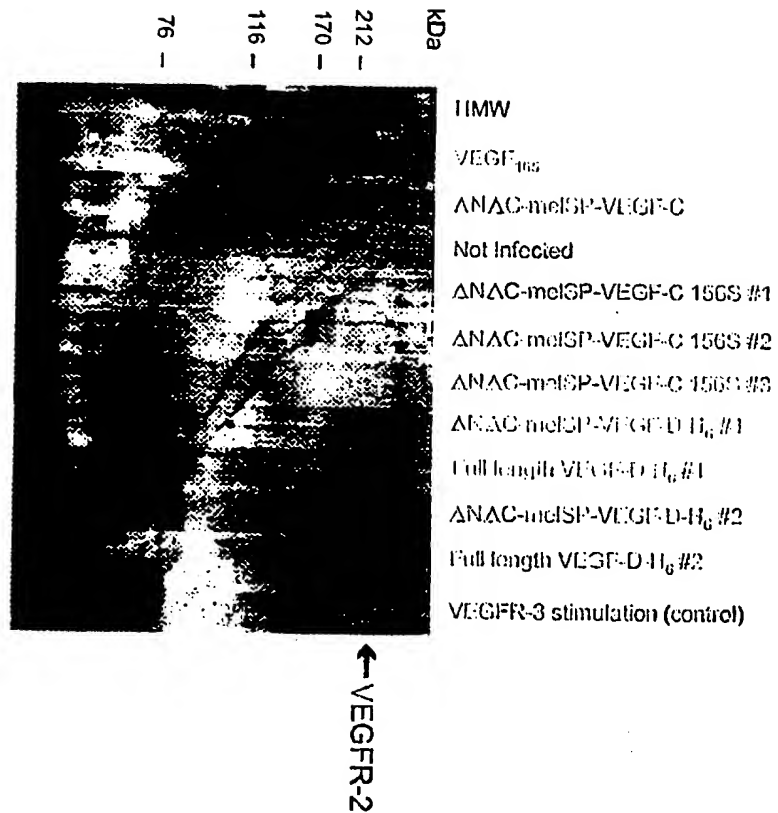 kDa
212 –
170 –
116 –
76 –
HMW
VEGF₁₆₅
ΔNΔC-melSP-VEGF-C
Not Infected
ΔNΔC-melSP-VEGF-C 156S #1
ΔNΔC-melSP-VEGF-C 156S #2
ΔNΔC-melSP-VEGF-C 156S #3
ΔNΔC-melSP-VEGF-D-H₆ #1
Full length VEGF-D-H₆ #1
ΔNΔC-melSP-VEGF-D-H₆ #2
Full length VEGF-D-H₆ #2
VEGFR-3 stimulation (control)
←VEGFR-2